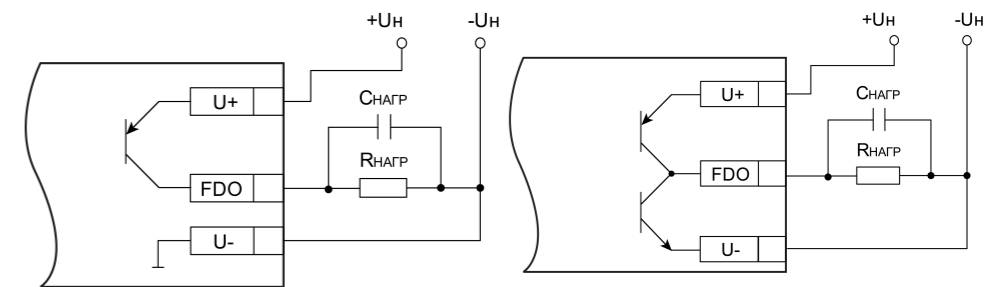 +Uн
-Uн
U+
Cнагр
Rнагр
FDO
U-
+Uн
-Uн
U+
Cнагр
Rнагр
FDO
U-